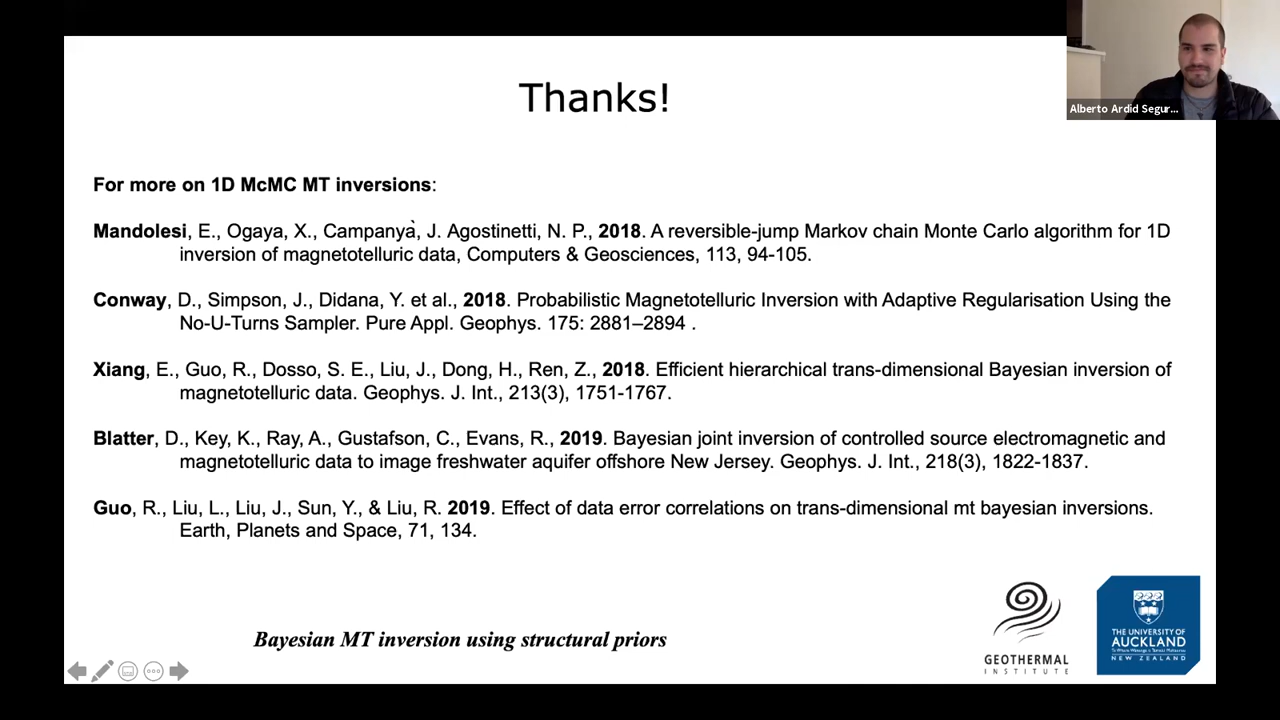 Thanks!
Alberto Ardid Segur...
For more on 1D McMC MT inversions:
Mandolesi, E., Ogaya, X., Campanyà, J. Agostinetti, N. P., 2018. A reversible-jump Markov chain Monte Carlo algorithm for 1D
inversion of magnetotelluric data, Computers & Geosciences, 113, 94-105.
Conway, D., Simpson, J., Didana, Y. et al., 2018. Probabilistic Magnetotelluric Inversion with Adaptive Regularisation Using the
No-U-Turns Sampler. Pure Appl. Geophys. 175: 2881–2894 .
Xiang, E., Guo, R., Dosso, S. E., Liu, J., Dong, H., Ren, Z., 2018. Efficient hierarchical trans-dimensional Bayesian inversion of
magnetotelluric data. Geophys. J. Int., 213(3), 1751-1767.
Blatter, D., Key, K., Ray, A., Gustafson, C., Evans, R., 2019. Bayesian joint inversion of controlled source electromagnetic and
magnetotelluric data to image freshwater aquifer offshore New Jersey. Geophys. J. Int., 218(3), 1822-1837.
Guo, R., Liu, L., Liu, J., Sun, Y., & Liu, R. 2019. Effect of data error correlations on trans-dimensional mt bayesian inversions.
Earth, Planets and Space, 71, 134.
Bayesian MT inversion using structural priors
GEOTHERMAL
INSTITUTE
THE UNIVERSITY OF
AUCKLAND
NEW ZEALAND